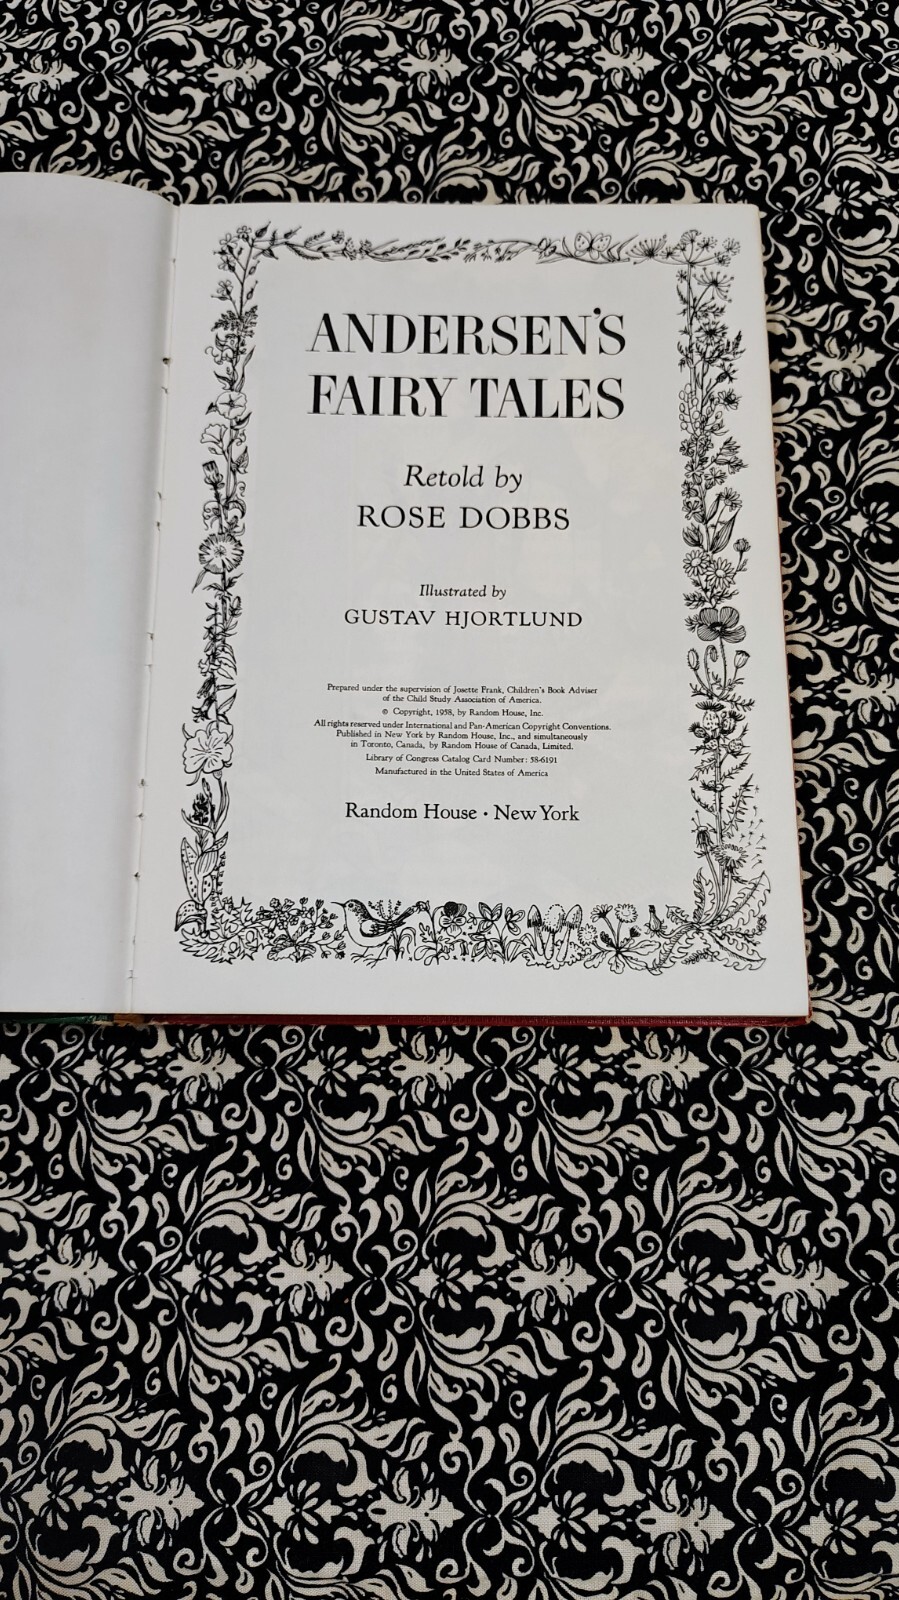 ANDERSEN'S
FAIRY TALES
Retold by
ROSE DOBBS
Illustrated by
GUSTAV HJORTLUND
Prepared under the supervision of Josette Frank, Children's Book Adviser
of the Child Study Association of America.
© Copyright, 1958, by Random House, Inc.
All rights reserved under International and Pan-American Copyright Conventions.
Published in New York by Random House, Inc., and simultaneously
in Toronto, Canada, by Random House of Canada, Limited.
Library of Congress Catalog Card Number: 58-6191
Manufactured in the United States of America
Random House · New York